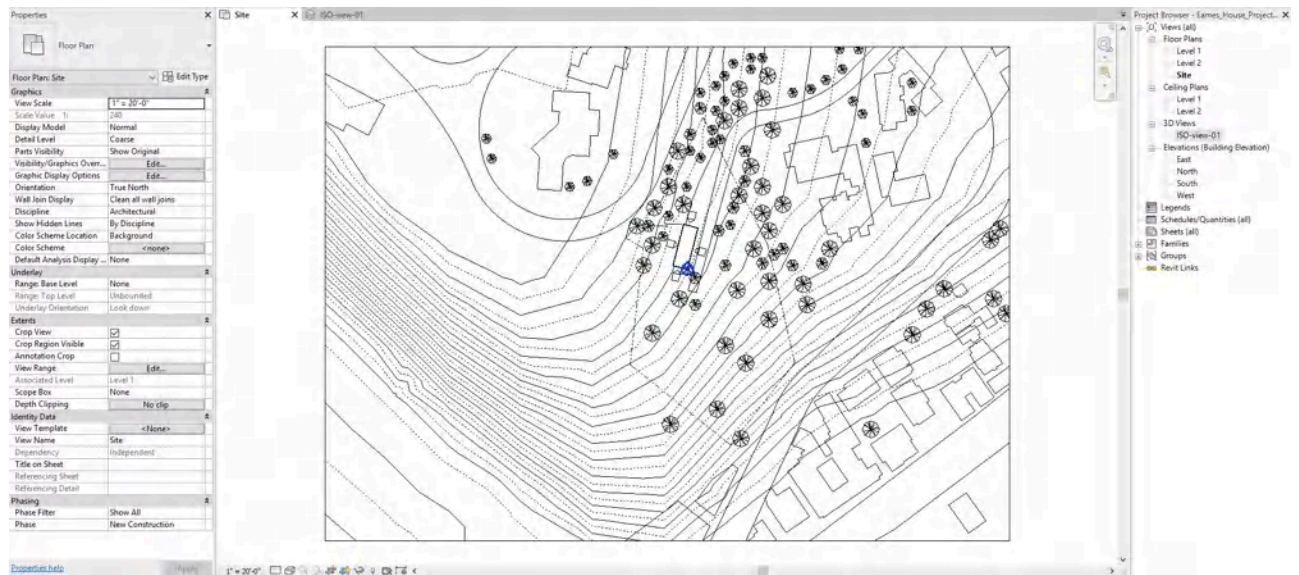 Properties
Floor Plan
Floor Plan: Site
Edit Type
Graphics
View Scale 1" = 20'-0"
Scale Value 1: 240
Display Model Normal
Detail Level Coarse
Parts Visibility Show Original
Visibility/Graphics Overr... Edit...
Graphic Display Options Edit...
Orientation True North
Wall Join Display Clean all wall joins
Discipline Architectural
Show Hidden Lines By Discipline
Color Scheme Location Background
Color Scheme <none>
Default Analysis Display ... None
Underlay
Range: Base Level None
Range: Top Level Unbounded
Underlay Orientation Look down
Extents
Crop View
Crop Region Visible
Annotation Crop
View Range Edit...
Associated Level Level 1
Scope Box None
Depth Clipping No clip
Identity Data
View Template <None>
View Name Site
Dependency Independent
Title on Sheet
Referencing Sheet
Referencing Detail
Phasing
Phase Filter Show All
Phase New Construction
Properties help Apply
Site
ISO-view-01
1" = 20'-0"
Project Browser - Eames_House_Project...
Views (all)
Floor Plans
Level 1
Level 2
Site
Ceiling Plans
Level 1
Level 2
3D Views
ISO-view-01
Elevations (Building Elevation)
East
North
South
West
Legends
Schedules/Quantities (all)
Sheets (all)
Families
Groups
Revit Links